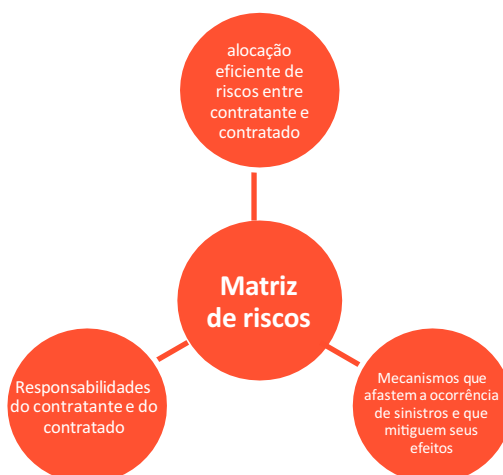 alocação
eficiente de
riscos entre
contratante e
contratado
Matriz
de riscos
Responsabilidades
do contratante e do
contratado
Mecanismos que
afastem a ocorrência
de sinistros e que
mitiguem seus
efeitos